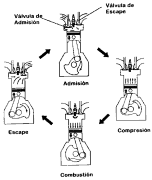 Válvula de
Escape
Válvula de
Admisión
Admisión
Escape
Compresión
Combustión